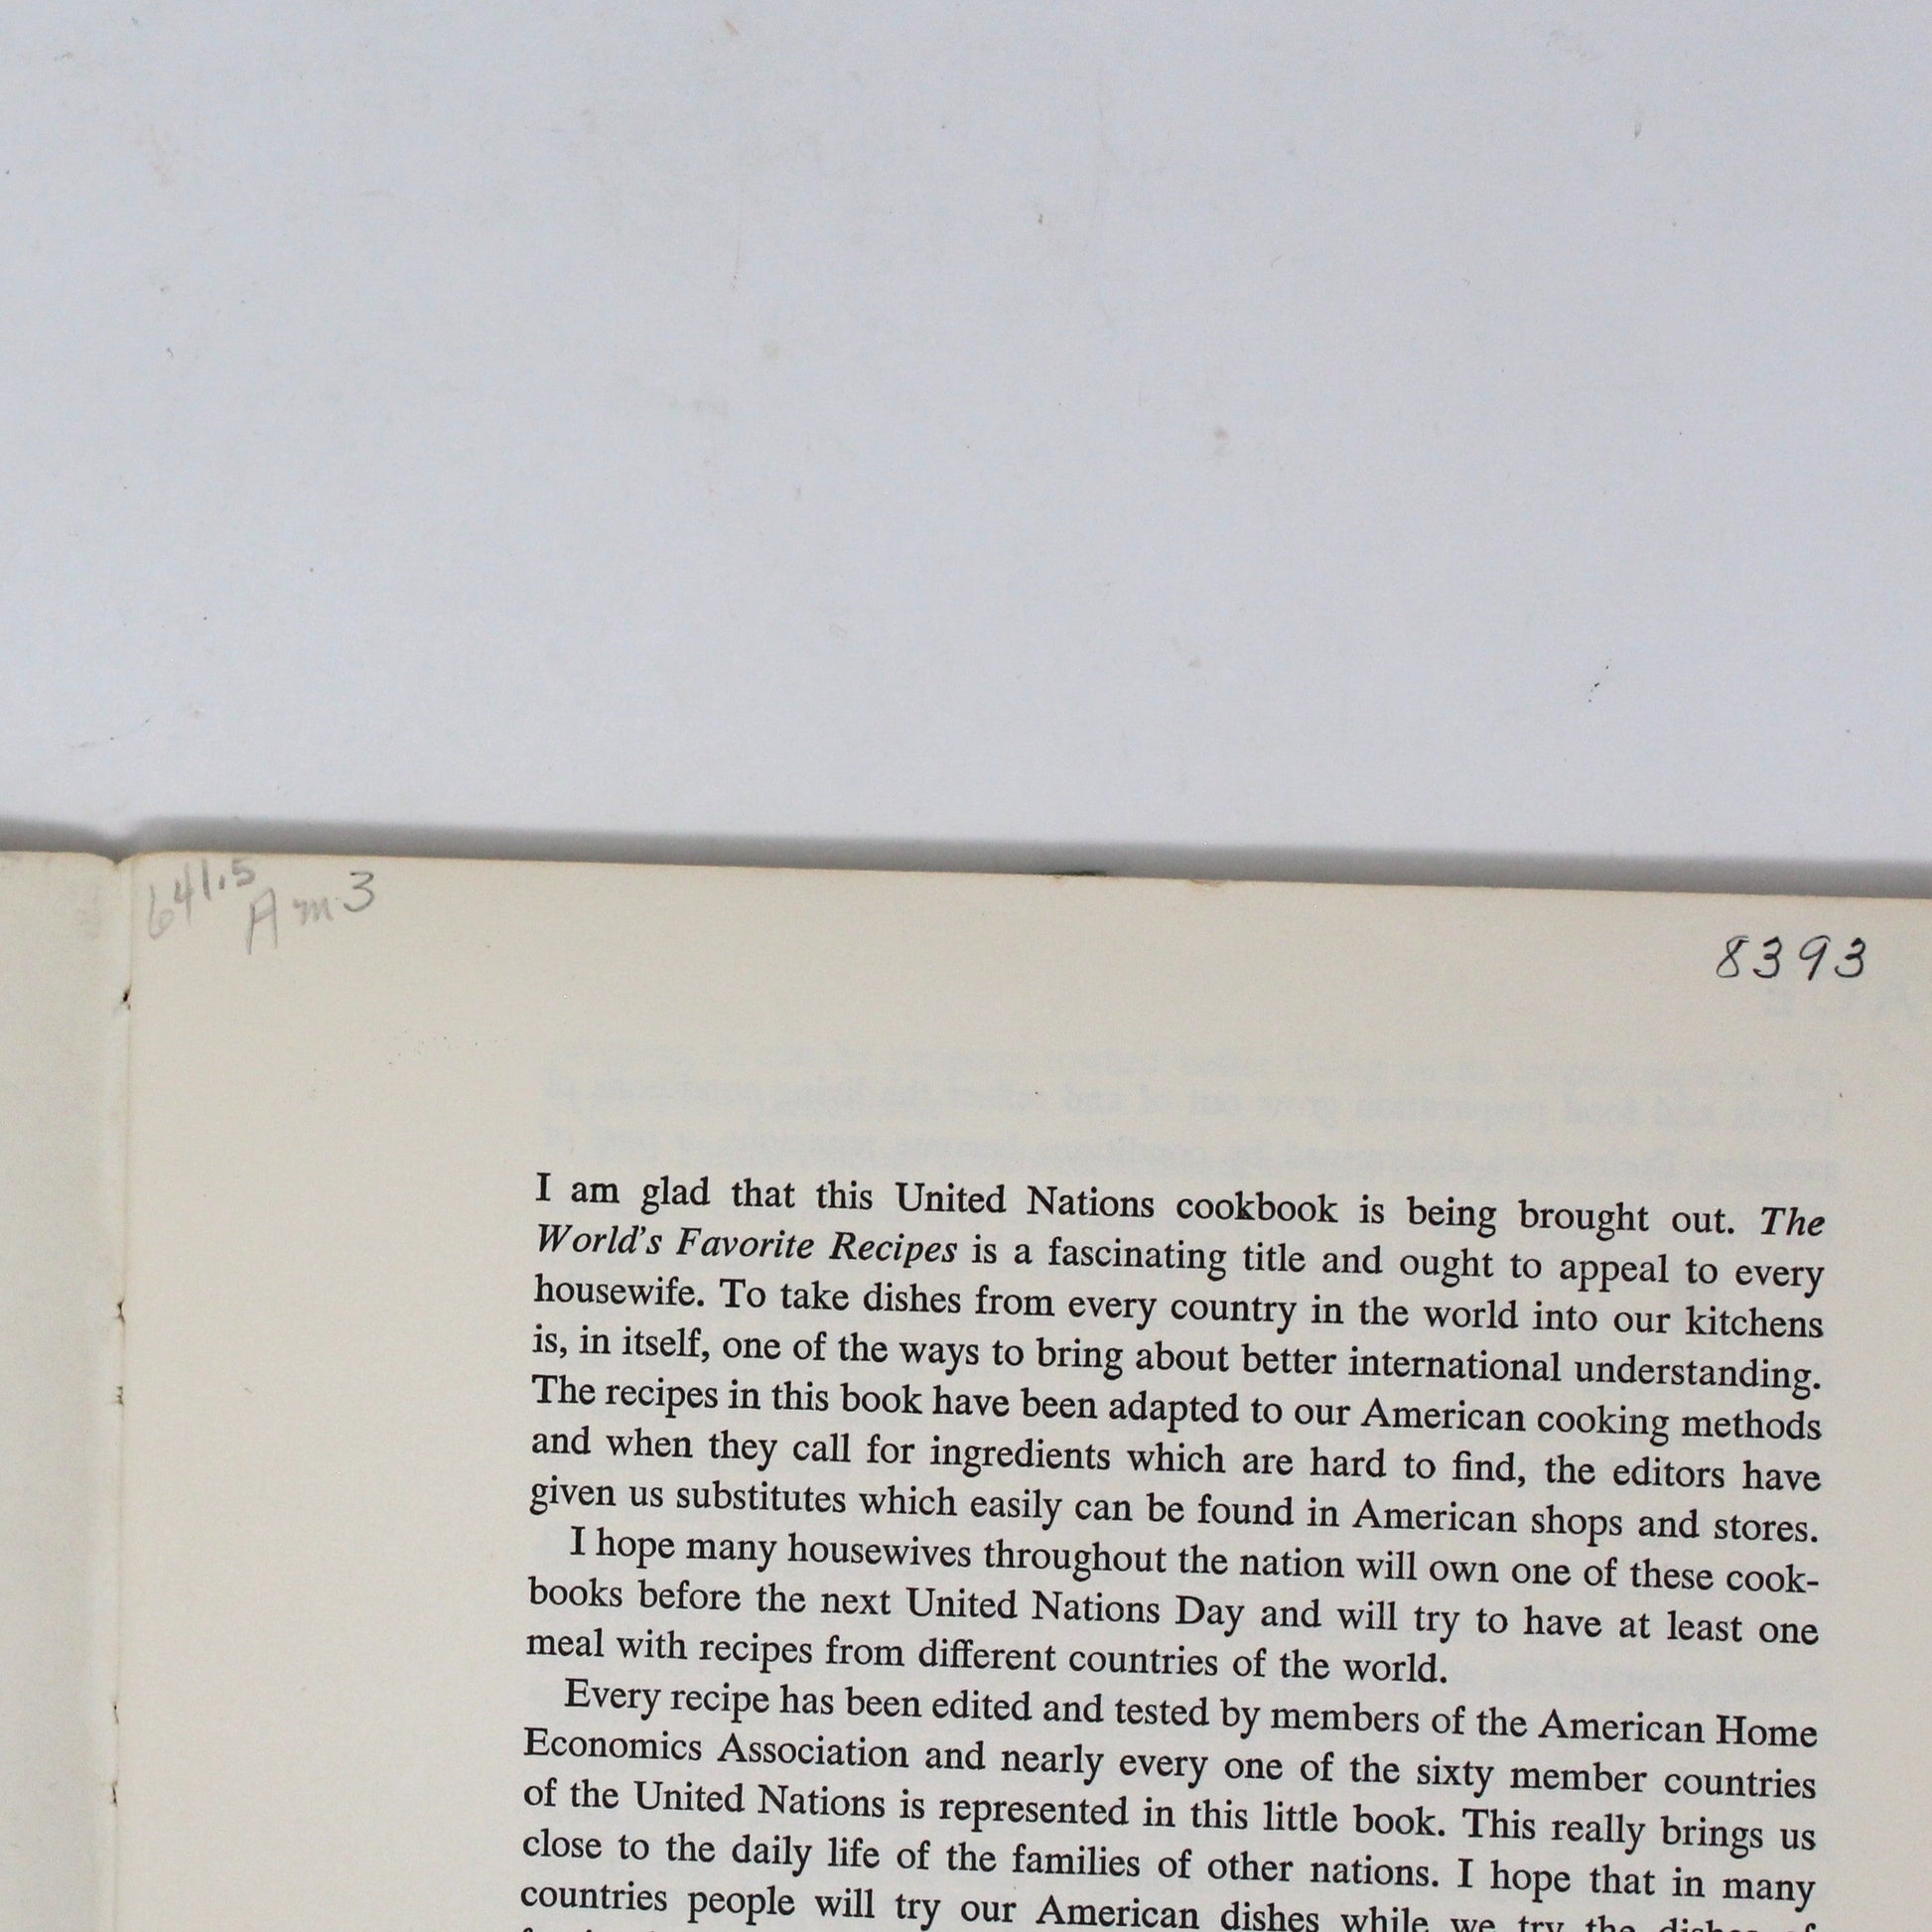 641.5
Am3
8393
I am glad that this United Nations cookbook is being brought out. The
World's Favorite Recipes is a fascinating title and ought to appeal to every
housewife. To take dishes from every country in the world into our kitchens
is, in itself, one of the ways to bring about better international understanding.
The recipes in this book have been adapted to our American cooking methods
and when they call for ingredients which are hard to find, the editors have
given us substitutes which easily can be found in American shops and stores.
I hope many housewives throughout the nation will own one of these cook-
books before the next United Nations Day and will try to have at least one
meal with recipes from different countries of the world.
Every recipe has been edited and tested by members of the American Home
Economics Association and nearly every one of the sixty member countries
of the United Nations is represented in this little book. This really brings us
close to the daily life of the families of other nations. I hope that in many
countries people will try our American dishes while we try the dishes of